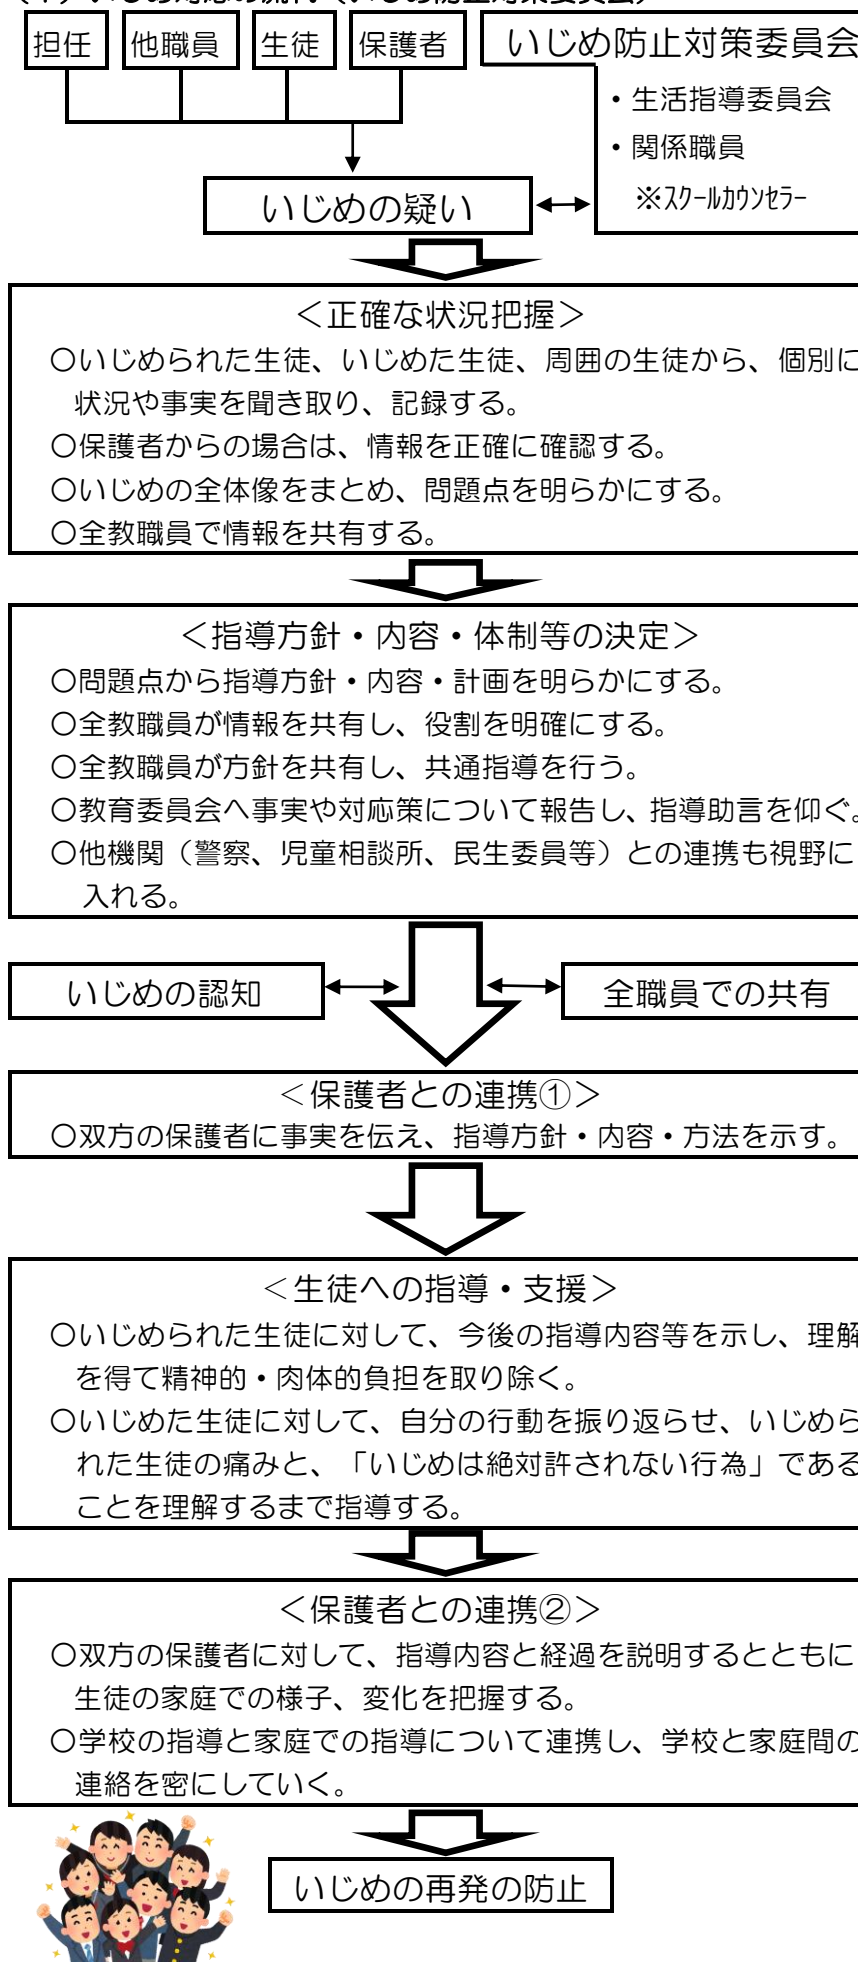 担任 他職員 生徒 保護者 いじめ防止対策委員会
・生活指導委員会
・関係職員
※スクールカウンセラー
いじめの疑い
＜正確な状況把握＞
〇いじめられた生徒、いじめた生徒、周囲の生徒から、個別に
状況や事実を聞き取り、記録する。
〇保護者からの場合は、情報を正確に確認する。
〇いじめの全体像をまとめ、問題点を明らかにする。
〇全教職員で情報を共有する。
＜指導方針・内容・体制等の決定＞
〇問題点から指導方針・内容・計画を明らかにする。
〇全教職員が情報を共有し、役割を明確にする。
〇全教職員が方針を共有し、共通指導を行う。
〇教育委員会へ事実や対応策について報告し、指導助言を仰ぐ。
〇他機関（警察、児童相談所、民生委員等）との連携も視野に
入れる。
いじめの認知 全職員での共有
＜保護者との連携①＞
〇双方の保護者に事実を伝え、指導方針・内容・方法を示す。
＜生徒への指導・支援＞
〇いじめられた生徒に対して、今後の指導内容等を示し、理解
を得て精神的・肉体的負担を取り除く。
〇いじめた生徒に対して、自分の行動を振り返らせ、いじめら
れた生徒の痛みと、「いじめは絶対許されない行為」である
ことを理解するまで指導する。
＜保護者との連携②＞
〇双方の保護者に対して、指導内容と経過を説明するとともに
生徒の家庭での様子、変化を把握する。
〇学校の指導と家庭での指導について連携し、学校と家庭間の
連絡を密にしていく。
いじめの再発の防止